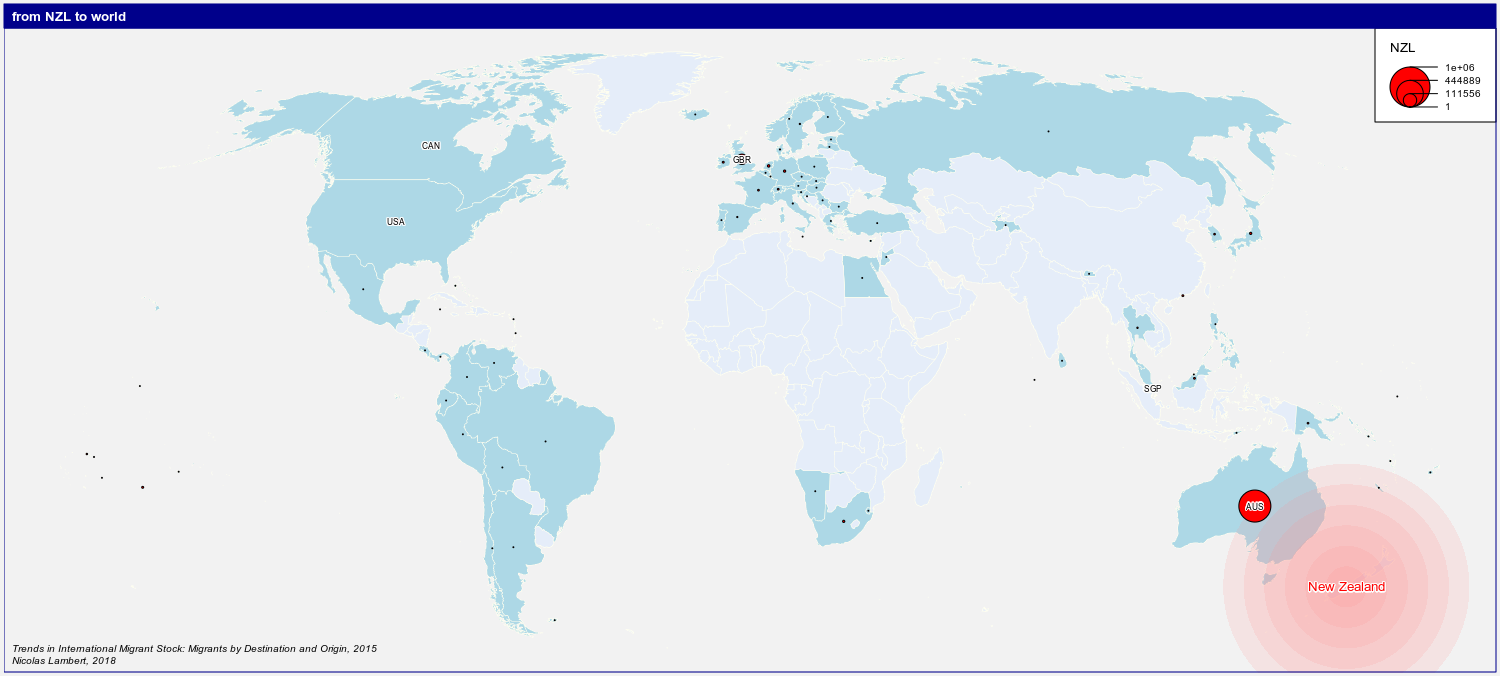 from NZL to world
NZL
1e+06
444889
111556
1
CAN
GBR
USA
SGP
AUS
New Zealand
Trends in International Migrant Stock: Migrants by Destination and Origin, 2015
Nicolas Lambert, 2018